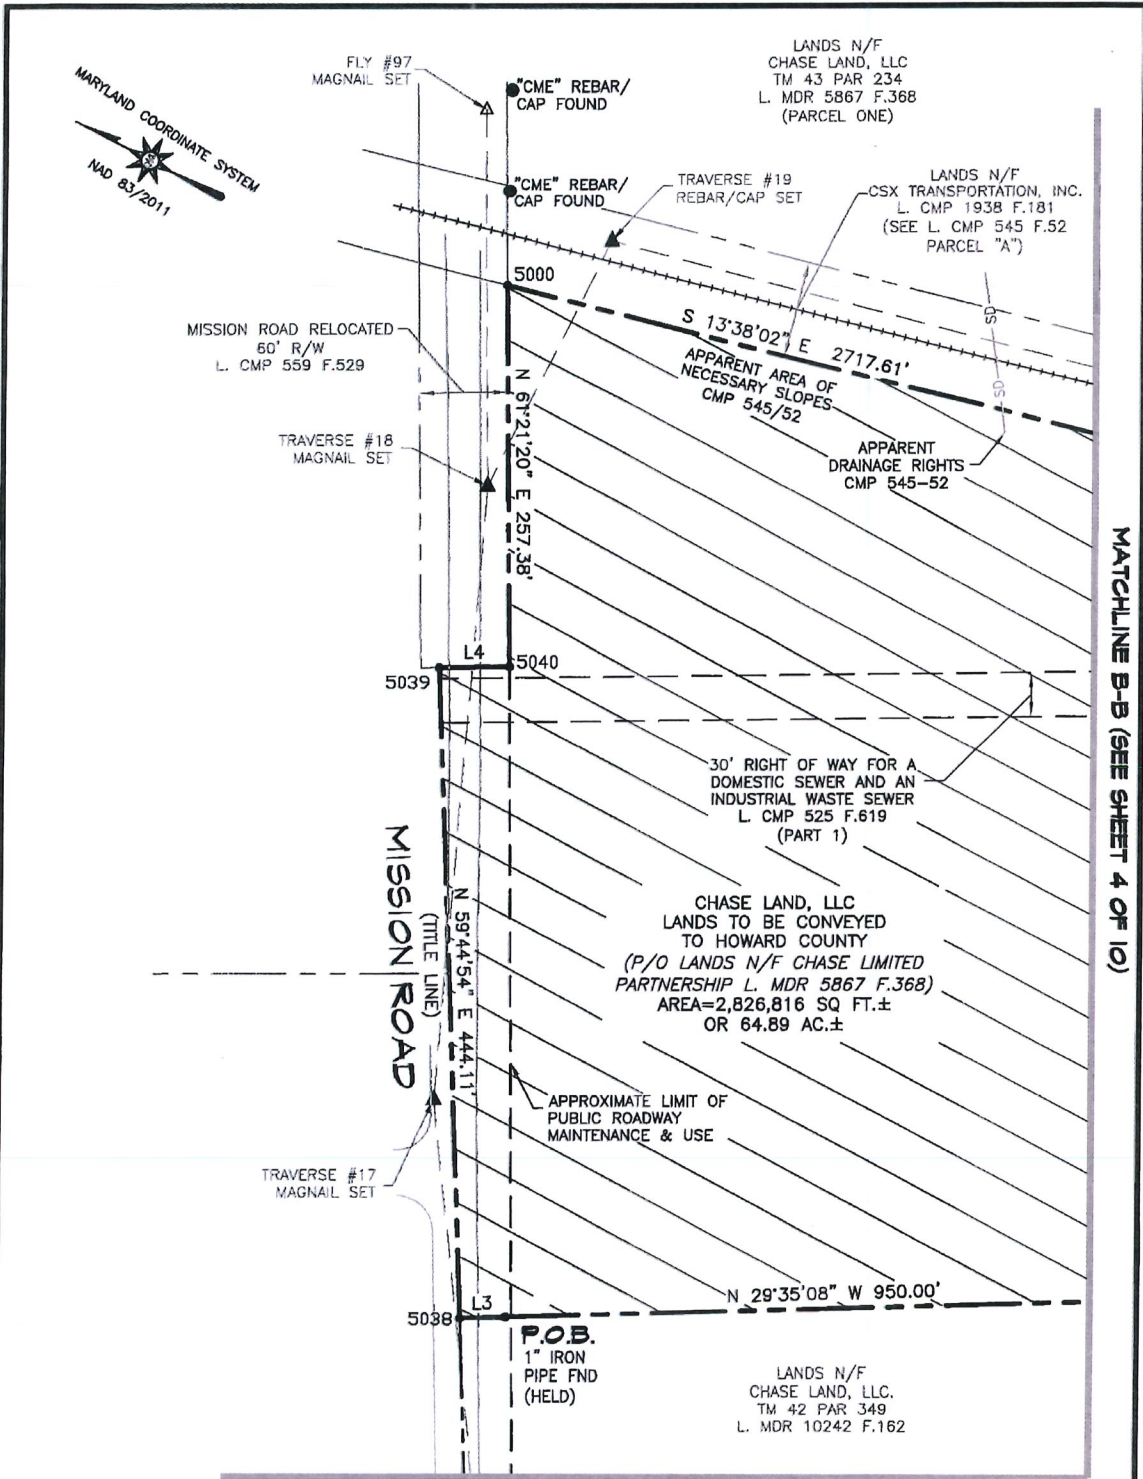 FLY #97
MAGNAIL SET
"CME" REBAR/
CAP FOUND
LANDS N/F
CHASE LAND, LLC
TM 43 PAR 234
L. MDR 5867 F.368
(PARCEL ONE)
MARYLAND COORDINATE SYSTEM
NAD 83/2011
"CME" REBAR/
CAP FOUND
TRAVERSE #19
REBAR/CAP SET
LANDS N/F
CSX TRANSPORTATION, INC.
L. CMP 1938 F.181
(SEE L. CMP 545 F.52
PARCEL "A")
5000
SD
SD
MISSION ROAD RELOCATED
60' R/W
L. CMP 559 F.529
S 13°38'02" E 2717.61'
APPARENT AREA OF
NECESSARY SLOPES
CMP 545/52
N 61°21'20" E 257.38'
TRAVERSE #18
MAGNAIL SET
APPARENT
DRAINAGE RIGHTS
CMP 545-52
MATCHLINE B-B (SEE SHEET 4 OF 10)
L4
5040
5039
30' RIGHT OF WAY FOR A
DOMESTIC SEWER AND AN
INDUSTRIAL WASTE SEWER
L. CMP 525 F.619
(PART 1)
MISSION ROAD
(TITLE LINE)
N 59°44'54" E 444.11'
CHASE LAND, LLC
LANDS TO BE CONVEYED
TO HOWARD COUNTY
(P/O LANDS N/F CHASE LIMITED
PARTNERSHIP L. MDR 5867 F.368)
AREA=2,826,816 SQ FT.±
OR 64.89 AC.±
APPROXIMATE LIMIT OF
PUBLIC ROADWAY
MAINTENANCE & USE
TRAVERSE #17
MAGNAIL SET
N 29°35'08" W 950.00'
L3
5038
P.O.B.
1" IRON
PIPE FND
(HELD)
LANDS N/F
CHASE LAND, LLC.
TM 42 PAR 349
L. MDR 10242 F.162